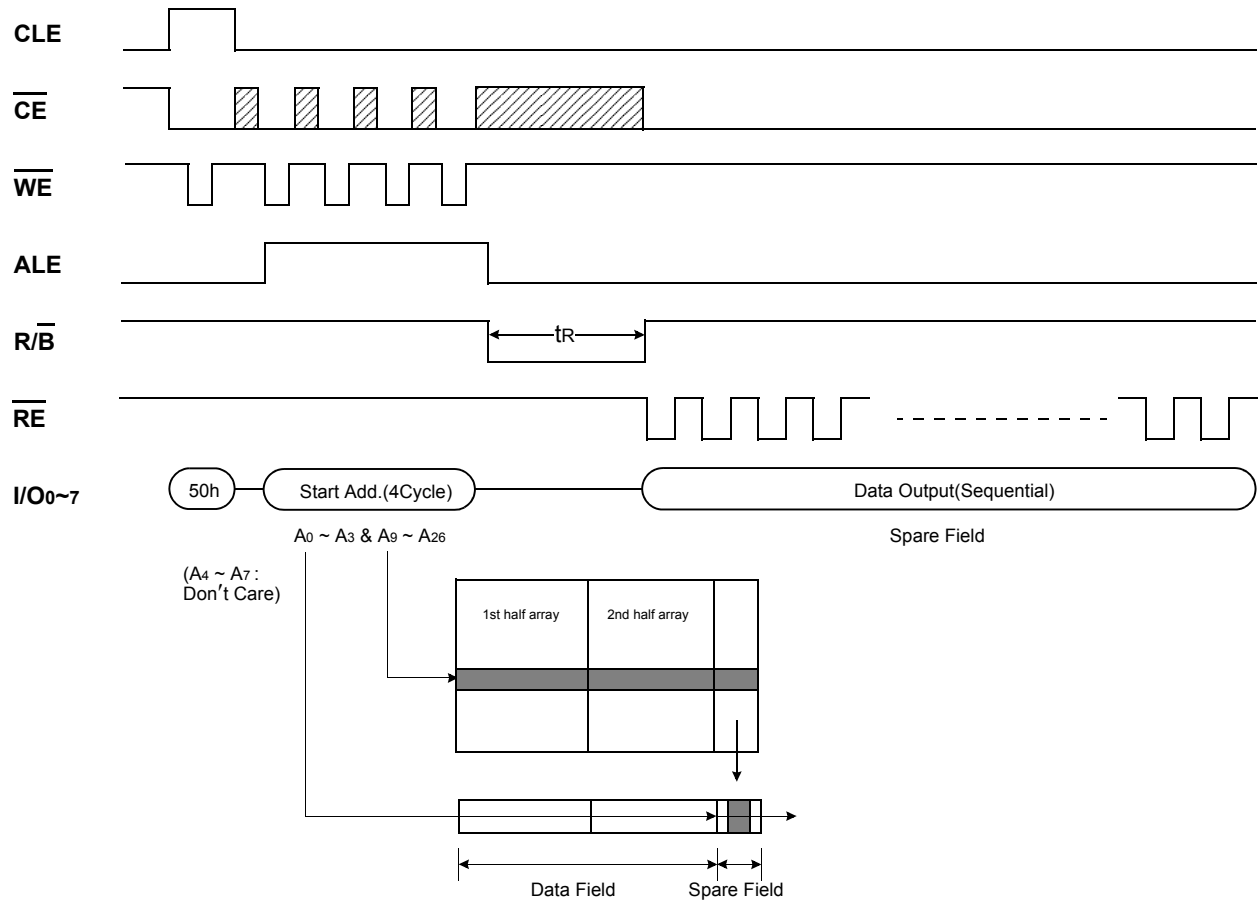 CLE
CE
WE
ALE
R/B
tR
RE
I/O0~7
50h
Start Add.(4Cycle)
Data Output(Sequential)
A0 ~ A3 & A9 ~ A26
Spare Field
(A4 ~ A7 :
Don't Care)
1st half array
2nd half array
Data Field
Spare Field